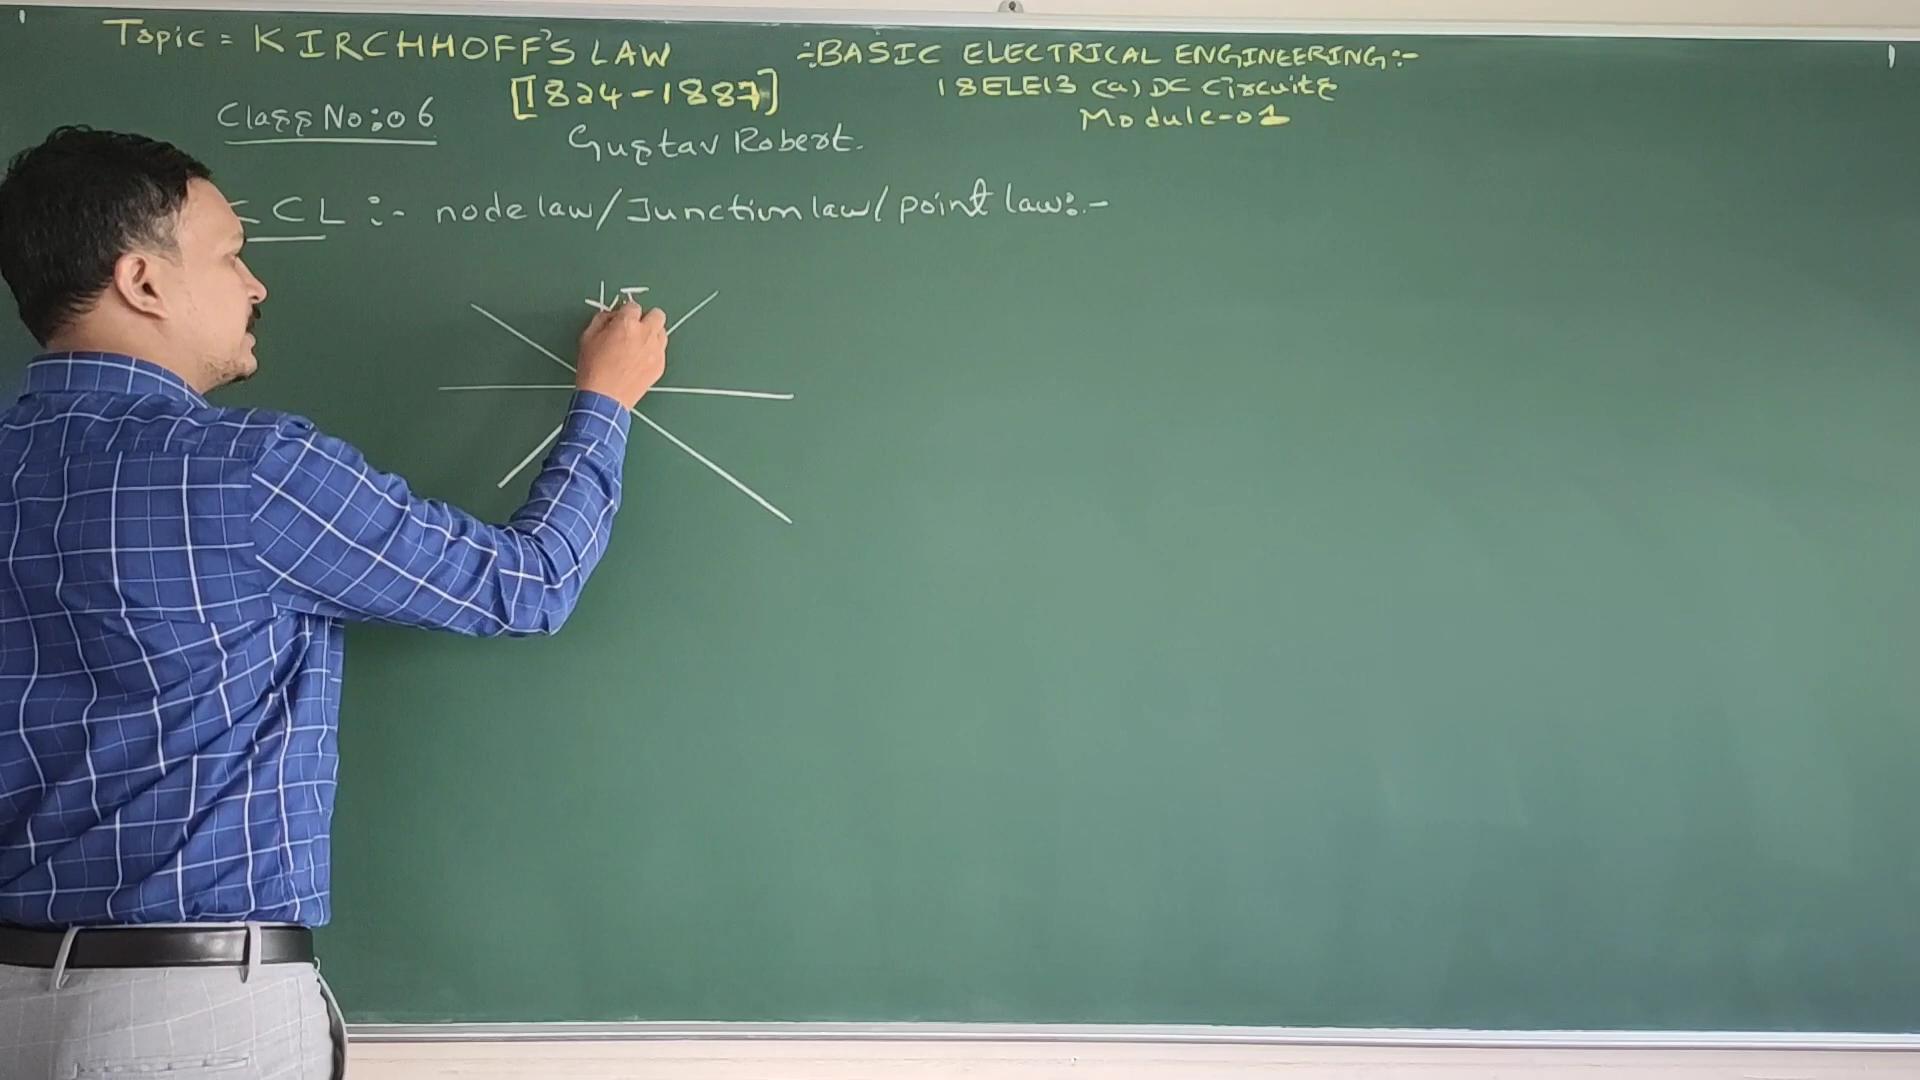 Topic = KIRCHHOFF'S LAW
[1824-1887]
Class No:06
Gustav Robert.
÷BASIC ELECTRICAL ENGINEERING:-
18ELE13 (a) DC Circuits
Module-01
CL :- node law/Junction law/point law:-
I